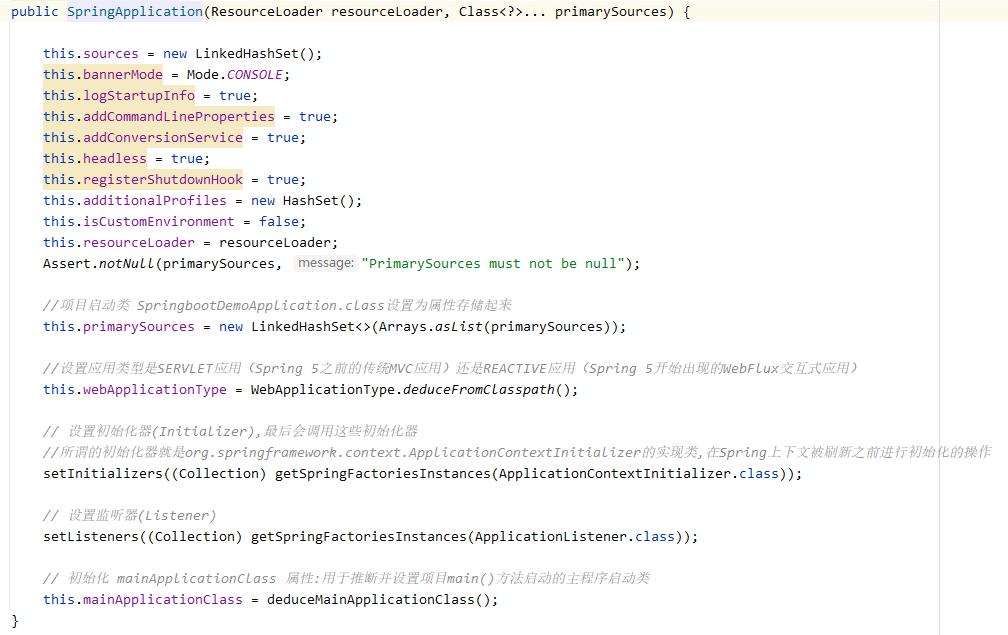 public SpringApplication(ResourceLoader resourceLoader, Class<?>... primarySources) {
this.sources = new LinkedHashSet();
this.bannerMode = Mode.CONSOLE;
this.logStartupInfo = true;
this.addCommandLineProperties = true;
this.addConversionService = true;
this.headless = true;
this.registerShutdownHook = true;
this.additionalProfiles = new HashSet();
this.isCustomEnvironment = false;
this.resourceLoader = resourceLoader;
Assert.notNull(primarySources, message: "PrimarySources must not be null");
//项目启动类 SpringbootDemoApplication.class设置为属性存储起来
this.primarySources = new LinkedHashSet<>(Arrays.asList(primarySources));
//设置应用类型是SERVLET应用（Spring 5之前的传统MVC应用）还是REACTIVE应用（Spring 5开始出现的WebFlux交互式应用）
this.webApplicationType = WebApplicationType.deduceFromClasspath();
// 设置初始化器(Initializer),最后会调用这些初始化器
//所谓的初始化器就是org.springframework.context.ApplicationContextInitializer的实现类,在Spring上下文被刷新之前进行初始化的操作
setInitializers((Collection) getSpringFactoriesInstances(ApplicationContextInitializer.class));
// 设置监听器(Listener)
setListeners((Collection) getSpringFactoriesInstances(ApplicationListener.class));
// 初始化 mainApplicationClass 属性:用于推断并设置项目main()方法启动的主程序启动类
this.mainApplicationClass = deduceMainApplicationClass();
}